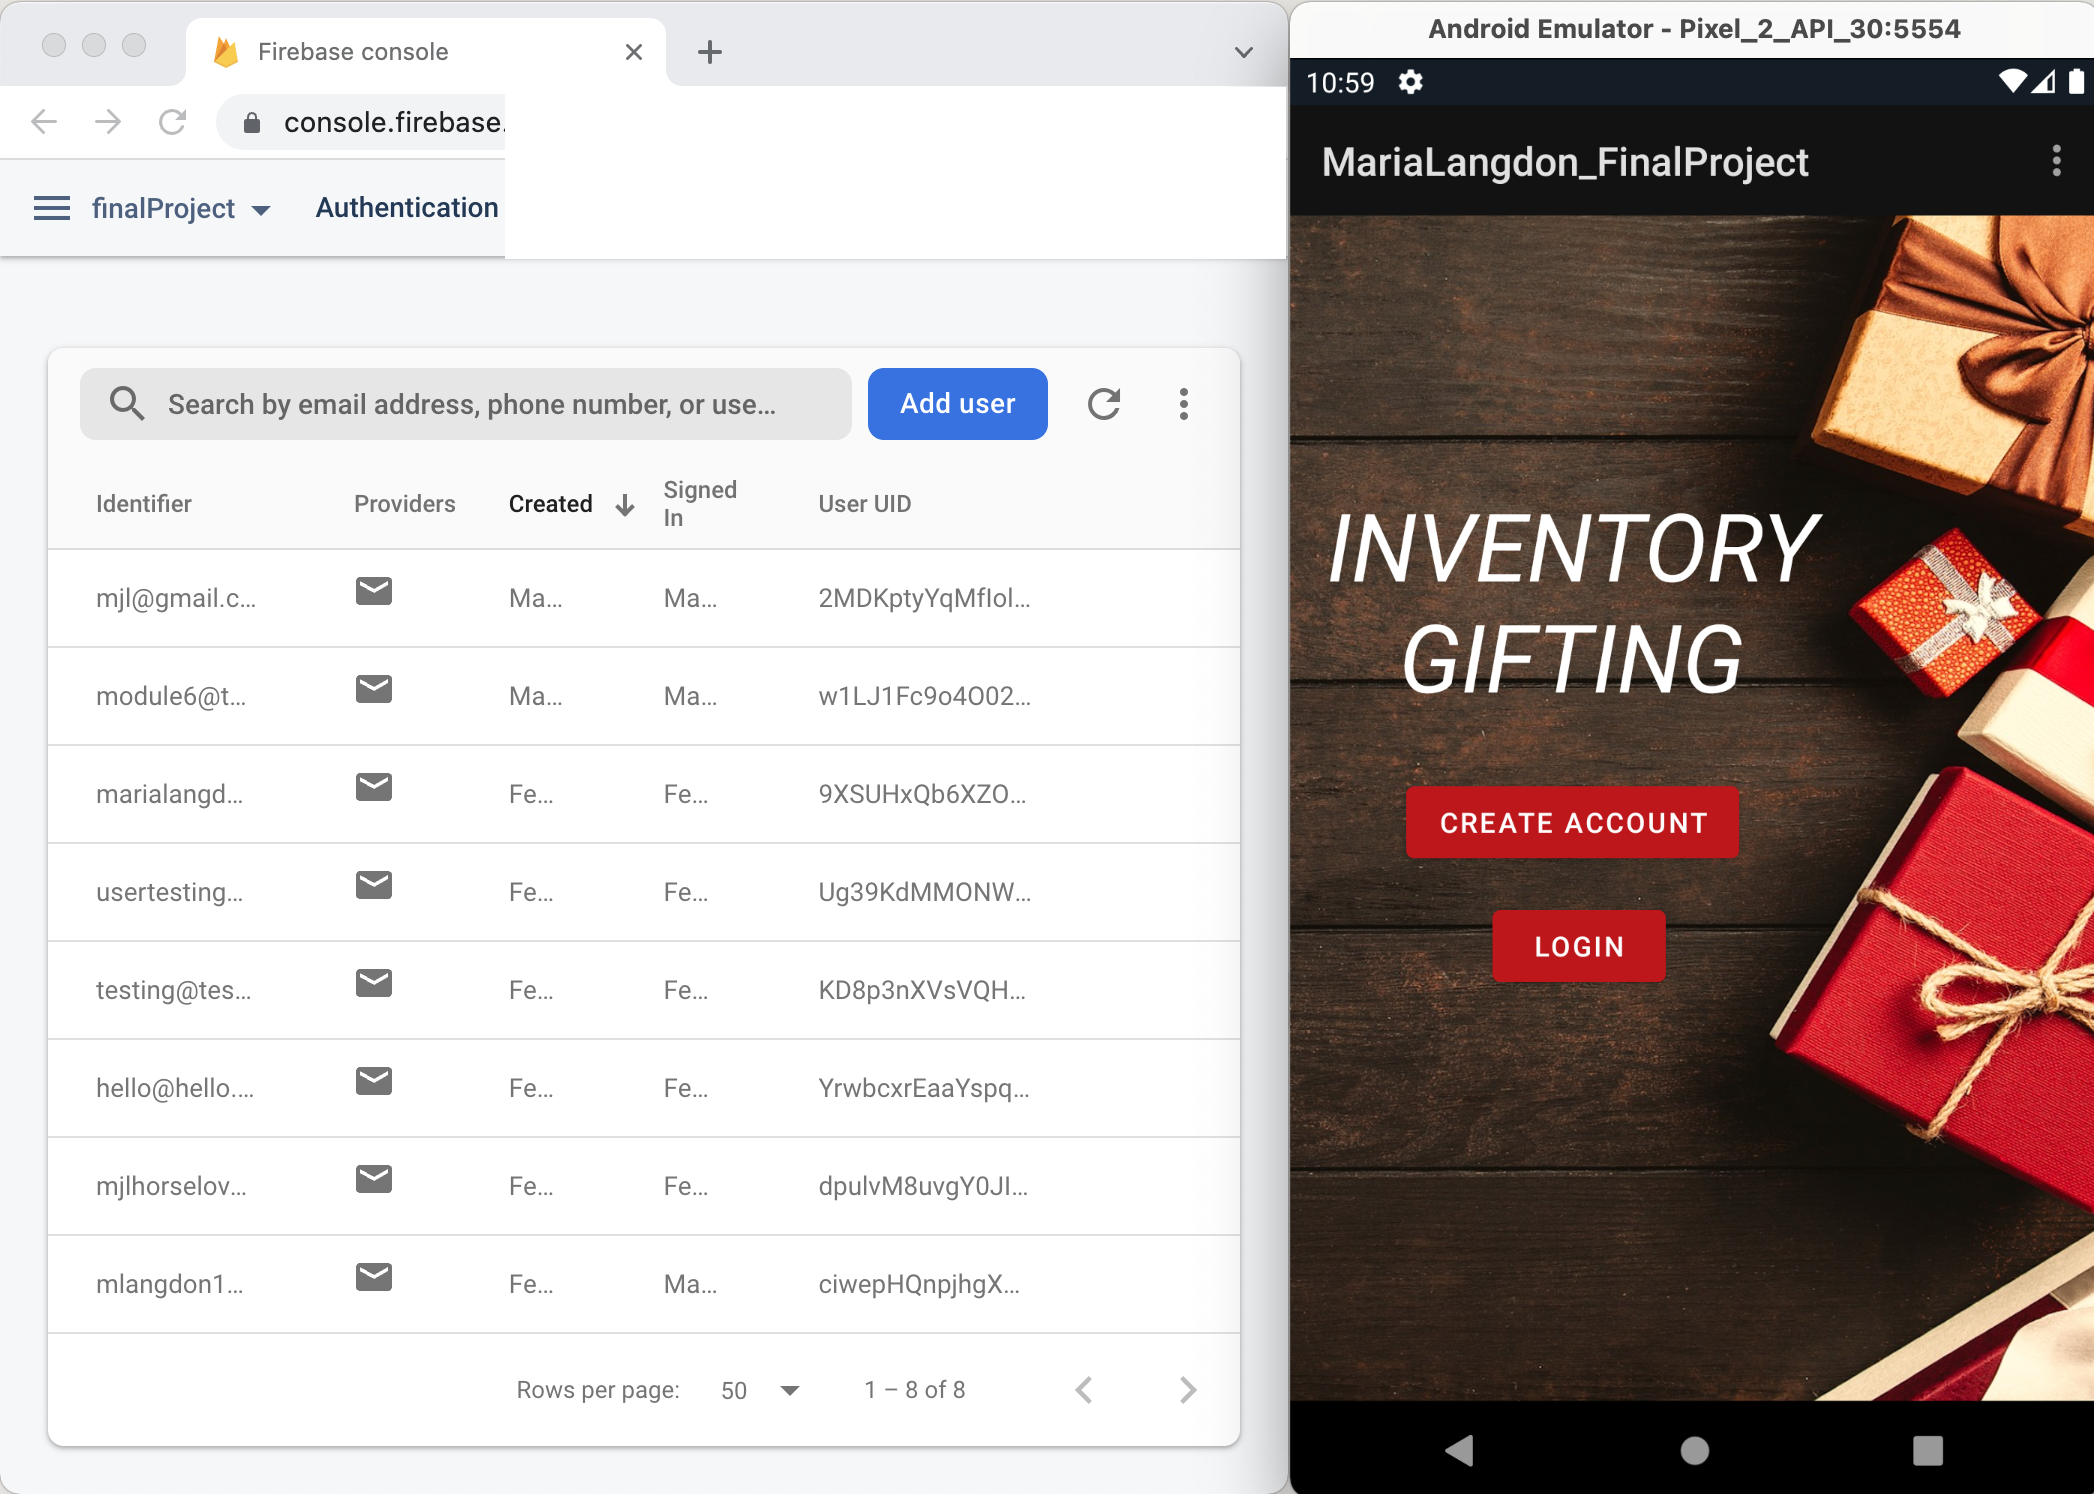 Firebase console
console.firebase.
finalProject
Authentication
Search by email address, phone number, or use...
Add user
Identifier Providers Created Signed In User UID
mjl@gmail.c... Ma... Ma... 2MDKptyYqMfIol...
module6@t... Ma... Ma... w1LJ1Fc9o4O02...
marialangd... Fe... Fe... 9XSUHxQb6XZO...
usertesting... Fe... Fe... Ug39KdMMONW...
testing@tes... Fe... Fe... KD8p3nXVsVQH...
hello@hello.... Fe... Fe... YrwbcxrEaaYspq...
mjlhorselov... Fe... Fe... dpulvM8uvgY0JI...
mlangdon1... Fe... Ma... ciwepHQnpjhgX...
Rows per page: 50 1 – 8 of 8
Android Emulator - Pixel_2_API_30:5554
10:59
MariaLangdon_FinalProject
INVENTORY
GIFTING
CREATE ACCOUNT
LOGIN